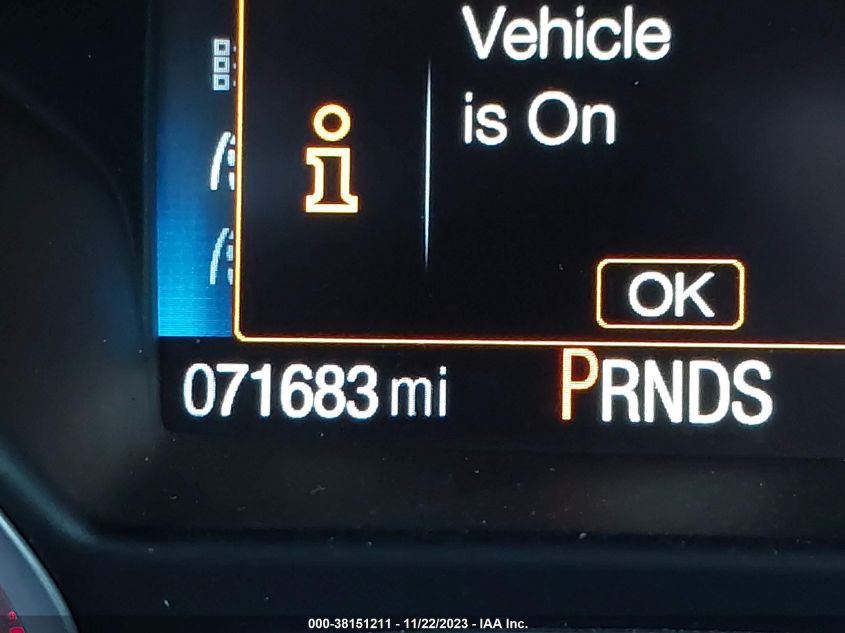 Vehicle
is On
OK
071683 mi PRNDS
000-38151211 - 11/22/2023 - IAA Inc.